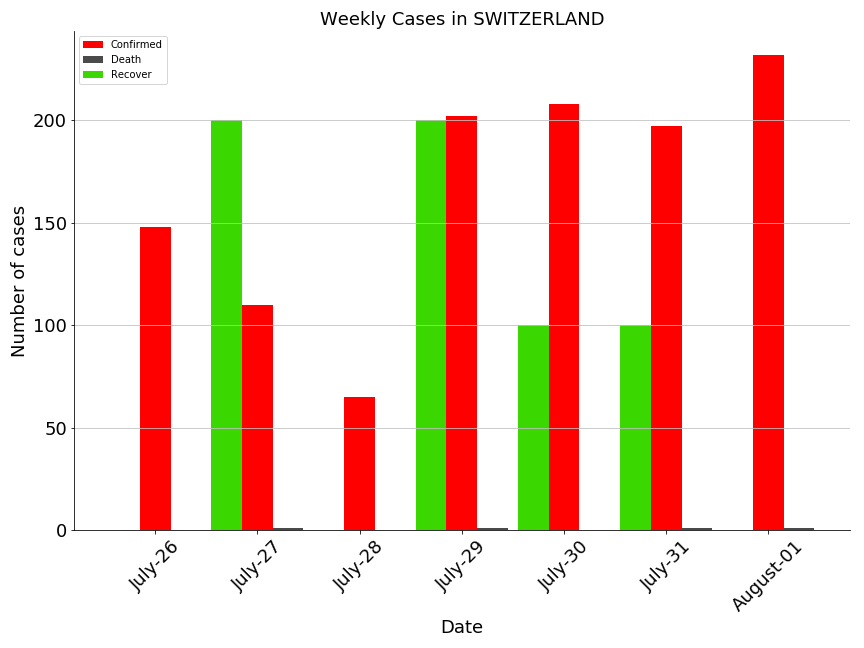 Weekly Cases in SWITZERLAND
Confirmed
Death
Recover
Number of cases
200
150
100
50
0
July-26
July-27
July-28
July-29
July-30
July-31
August-01
Date